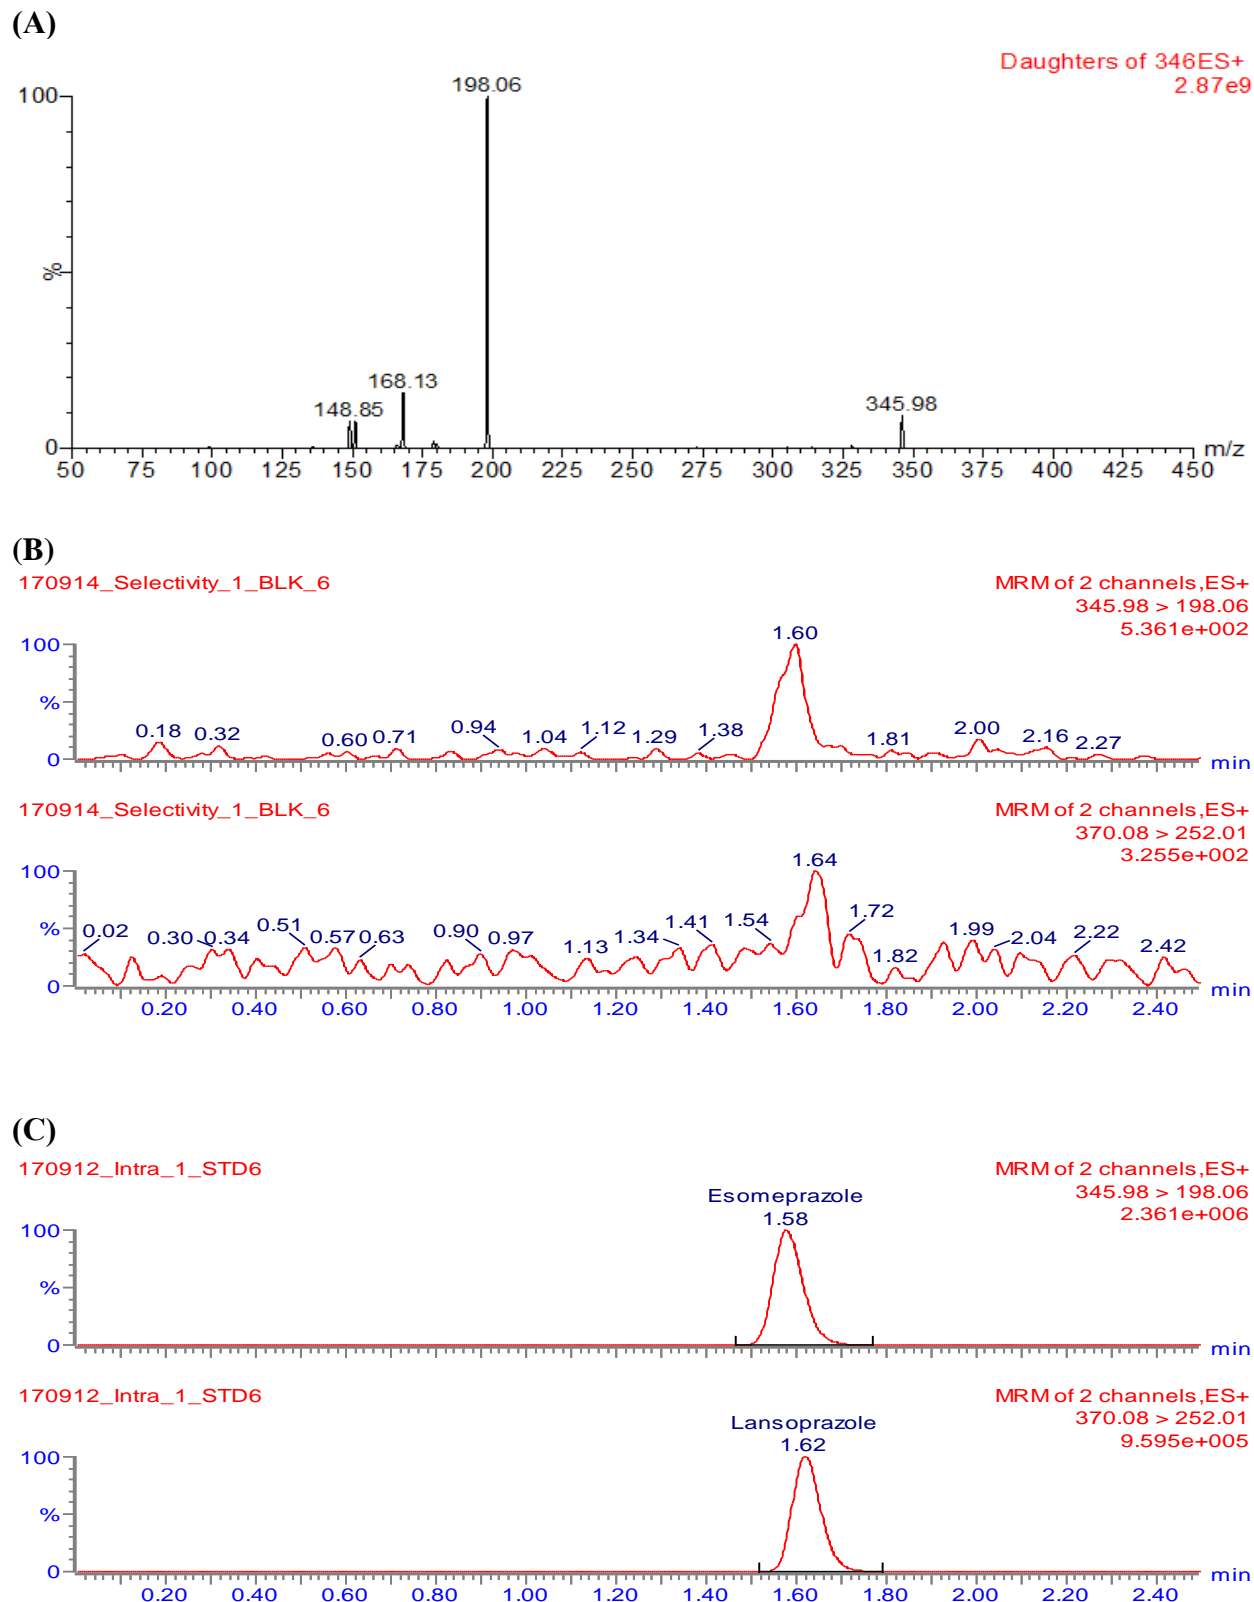 (A)
Daughters of 346ES+
2.87e9
100
198.06
%
168.13
148.85
345.98
0
50 75 100 125 150 175 200 225 250 275 300 325 350 375 400 425 450 m/z
(B)
170914_Selectivity_1_BLK_6
MRM of 2 channels,ES+
345.98 > 198.06
5.361e+002
100
1.60
%
0.18 0.32 0.60 0.71 0.94 1.04 1.12 1.29 1.38 1.81 2.00 2.16 2.27
0
min
170914_Selectivity_1_BLK_6
MRM of 2 channels,ES+
370.08 > 252.01
3.255e+002
100
1.64
%
0.02 0.30 0.34 0.51 0.57 0.63 0.90 0.97 1.13 1.34 1.41 1.54 1.72 1.82 1.99 2.04 2.22 2.42
0
min
0.20 0.40 0.60 0.80 1.00 1.20 1.40 1.60 1.80 2.00 2.20 2.40
(C)
170912_Intra_1_STD6
MRM of 2 channels,ES+
345.98 > 198.06
2.361e+006
Esomeprazole
1.58
100
%
0
min
170912_Intra_1_STD6
MRM of 2 channels,ES+
370.08 > 252.01
9.595e+005
Lansoprazole
1.62
100
%
0
min
0.20 0.40 0.60 0.80 1.00 1.20 1.40 1.60 1.80 2.00 2.20 2.40